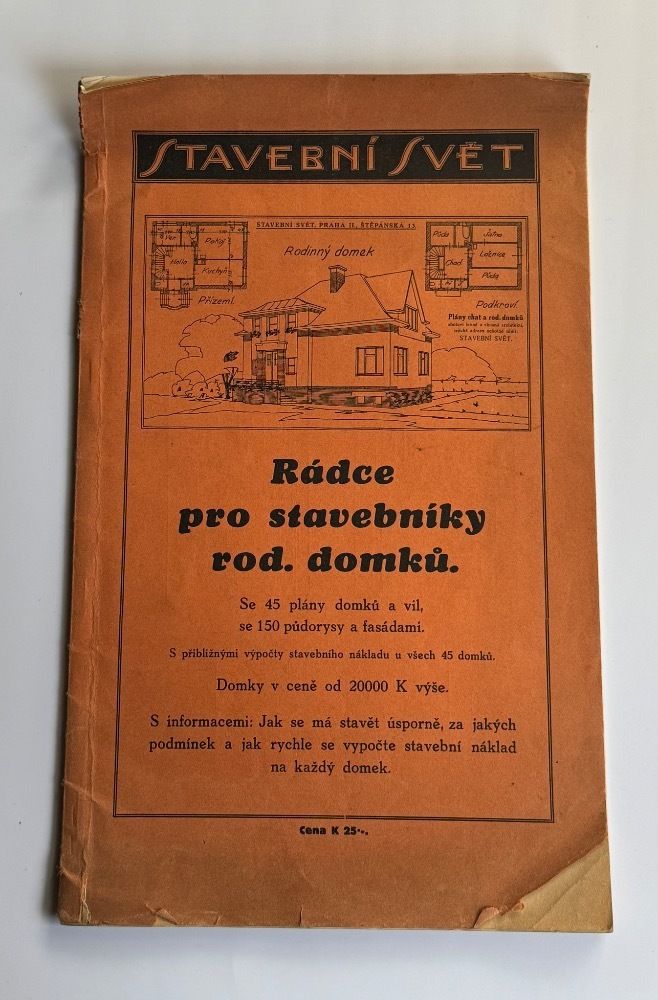 STAVEBNÍ SVĚT
STAVEBNÍ SVĚT, PRAHA II., ŠTĚPÁNSKÁ 13.
Rodinný domek
Pokoj
Hala
Kuchyň
Přízemí.
Půda
Šatna
Ložnice
Chod.
Půda
Podkroví.
Plány chat a rod. domků
STAVEBNÍ SVĚT.
Rádce
pro stavebníky
rod. domků.
Se 45 plány domků a vil,
se 150 půdorysy a fasádami.
S přibližnými výpočty stavebního nákladu u všech 45 domků.
Domky v ceně od 20000 K výše.
S informacemi: Jak se má stavět úsporně, za jakých
podmínek a jak rychle se vypočte stavební náklad
na každý domek.
Cena K 25·-.